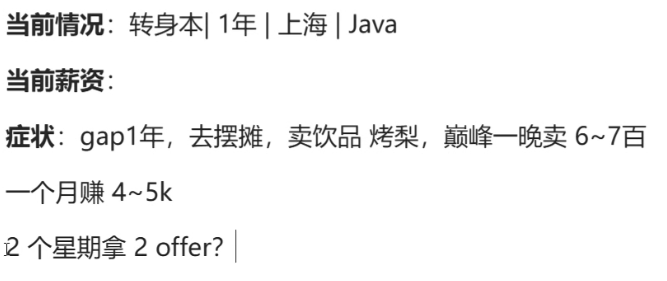 当前情况：转身本| 1年 | 上海 | Java
当前薪资：
症状：gap1年，去摆摊，卖饮品 烤梨，巅峰一晚卖 6~7百
一个月赚 4~5k
2 个星期拿 2 offer?